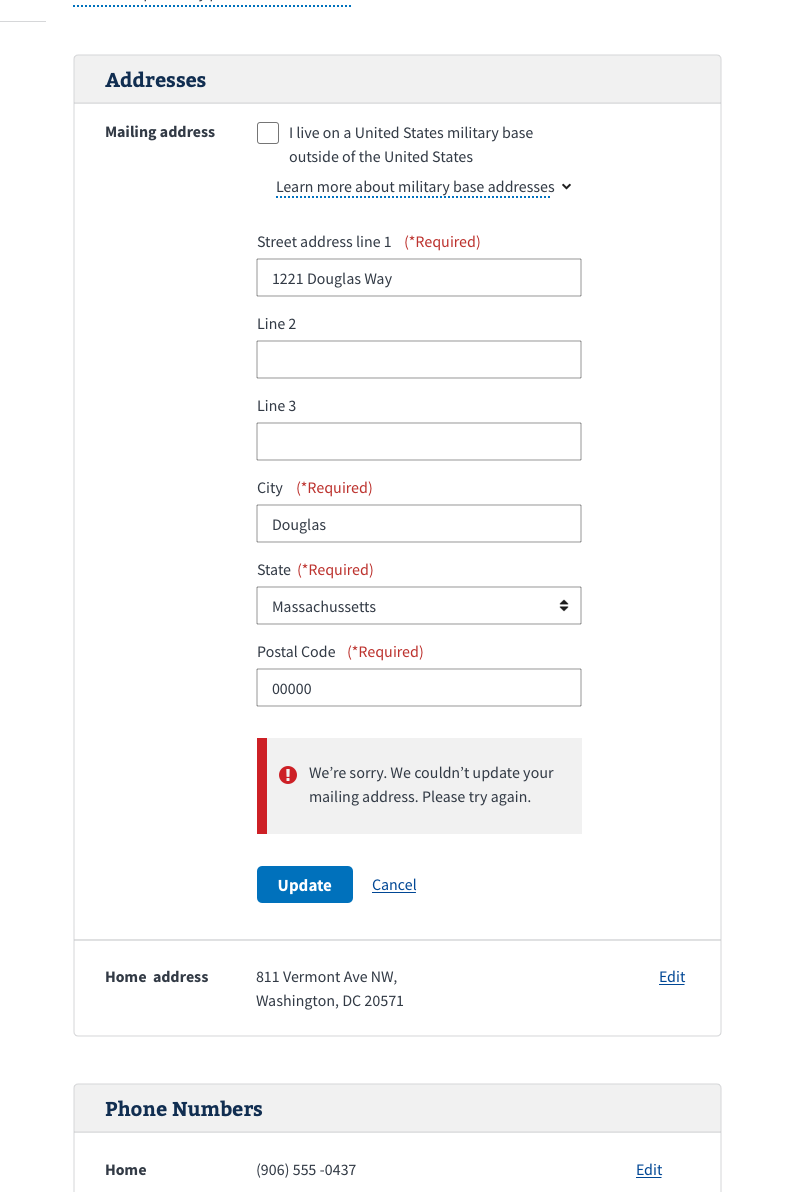 Addresses
Mailing address
I live on a United States military base
outside of the United States
Learn more about military base addresses
Street address line 1 (*Required)
1221 Douglas Way
Line 2
Line 3
City (*Required)
Douglas
State (*Required)
Massachussetts
Postal Code (*Required)
00000
We’re sorry. We couldn’t update your
mailing address. Please try again.
Update Cancel
Home address
811 Vermont Ave NW,
Washington, DC 20571
Edit
Phone Numbers
Home (906) 555 -0437 Edit